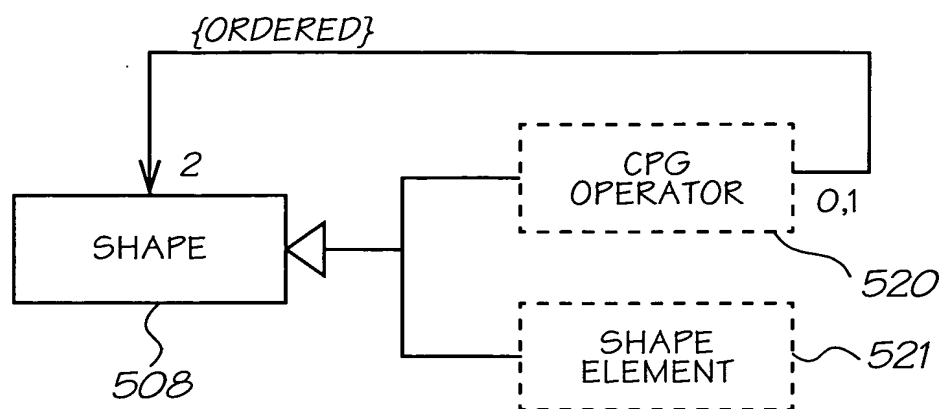 {ORDERED}
2
CPG
OPERATOR
0,1
SHAPE
520
SHAPE
ELEMENT
521
508